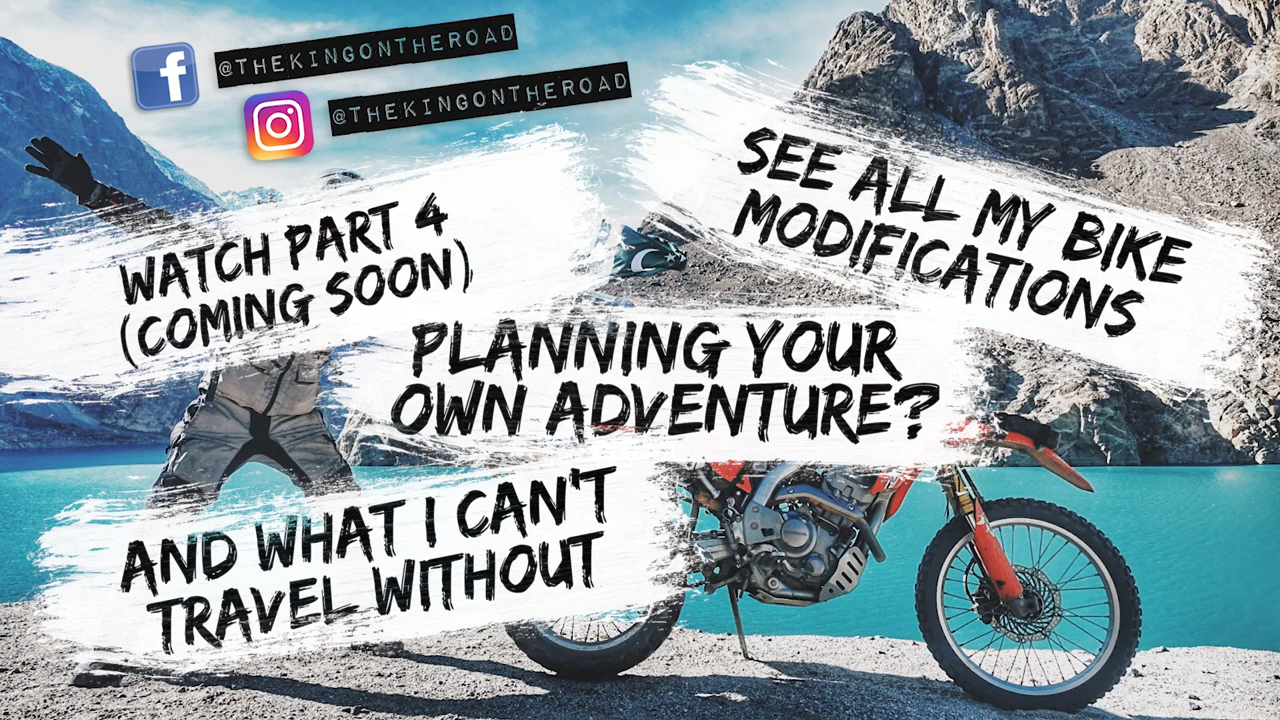 @THEKINGONTHEROAD
@THEKINGONTHEROAD
WATCH PART 4
(COMING SOON)
SEE ALL MY BIKE
MODIFICATIONS
PLANNING YOUR
OWN ADVENTURE?
AND WHAT I CAN'T
TRAVEL WITHOUT